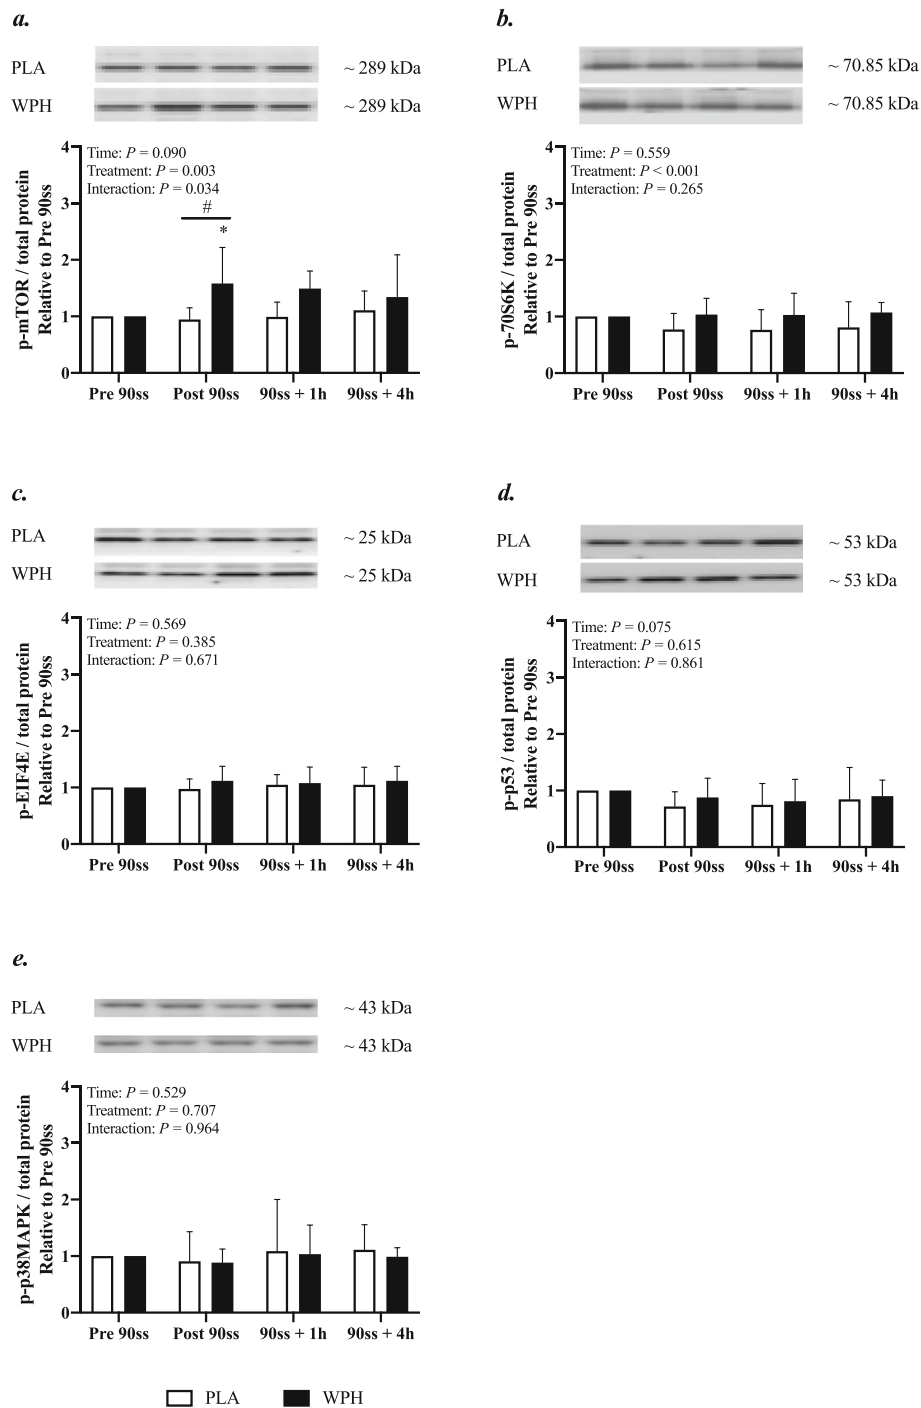 a.
PLA
~ 289 kDa
WPH
~ 289 kDa
p-mTOR / total protein
Relative to Pre 90ss
4
3
2
1
0
Time: P = 0.090
Treatment: P = 0.003
Interaction: P = 0.034
#
*
Pre 90ss
Post 90ss
90ss + 1h
90ss + 4h
b.
PLA
~ 70.85 kDa
WPH
~ 70.85 kDa
p-70S6K / total protein
Relative to Pre 90ss
4
3
2
1
0
Time: P = 0.559
Treatment: P < 0.001
Interaction: P = 0.265
Pre 90ss
Post 90ss
90ss + 1h
90ss + 4h
c.
PLA
~ 25 kDa
WPH
~ 25 kDa
p-EIF4E / total protein
Relative to Pre 90ss
4
3
2
1
0
Time: P = 0.569
Treatment: P = 0.385
Interaction: P = 0.671
Pre 90ss
Post 90ss
90ss + 1h
90ss + 4h
d.
PLA
~ 53 kDa
WPH
~ 53 kDa
p-p53 / total protein
Relative to Pre 90ss
4
3
2
1
0
Time: P = 0.075
Treatment: P = 0.615
Interaction: P = 0.861
Pre 90ss
Post 90ss
90ss + 1h
90ss + 4h
e.
PLA
~ 43 kDa
WPH
~ 43 kDa
p-p38MAPK / total protein
Relative to Pre 90ss
4
3
2
1
0
Time: P = 0.529
Treatment: P = 0.707
Interaction: P = 0.964
Pre 90ss
Post 90ss
90ss + 1h
90ss + 4h
PLA
WPH